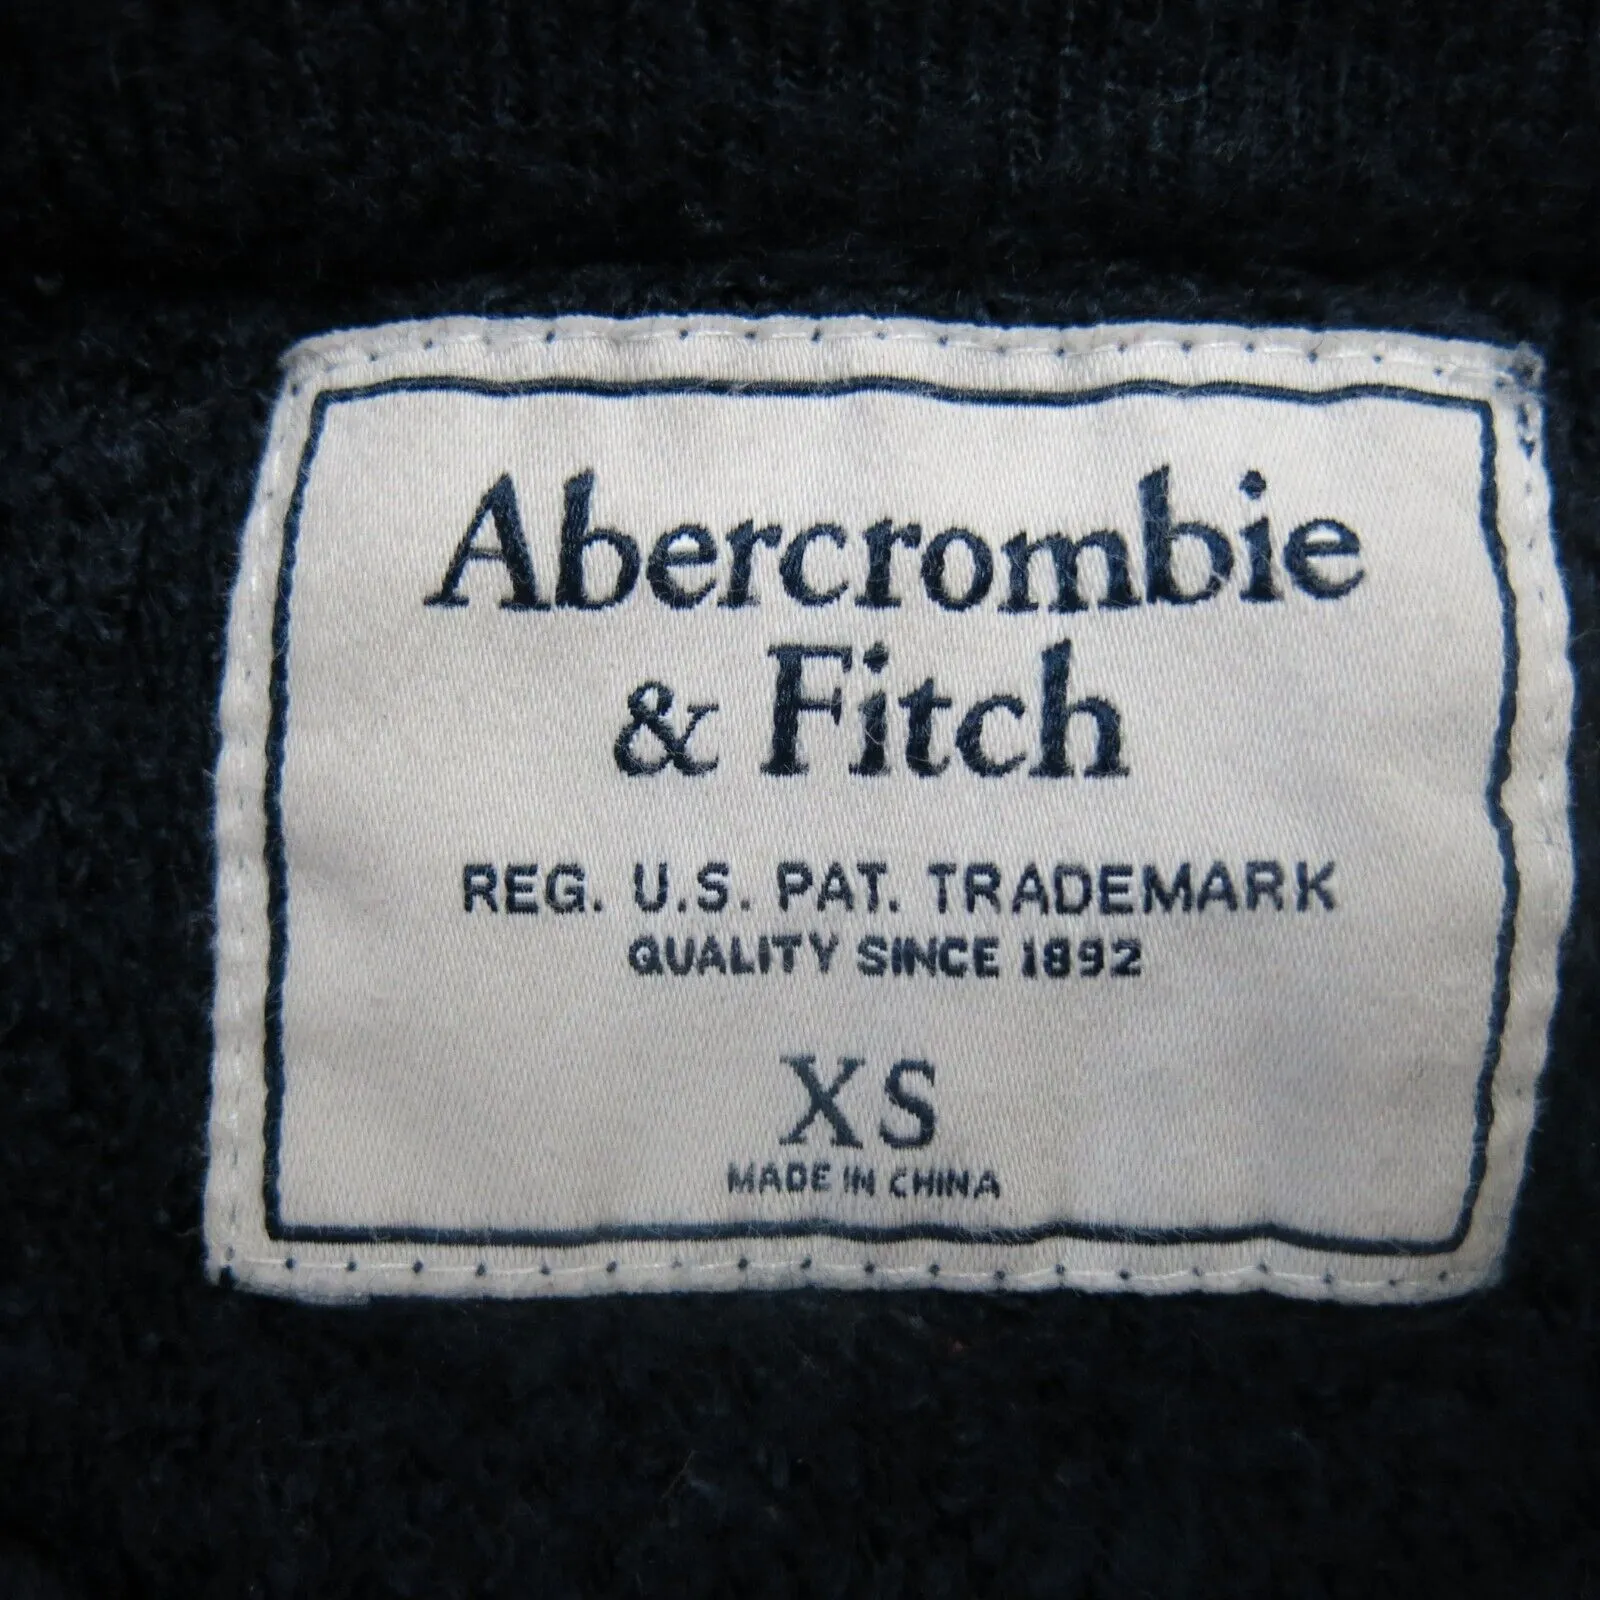 Abercrombie
& Fitch
REG. U.S. PAT. TRADEMARK
QUALITY SINCE 1892
XS
MADE IN CHINA